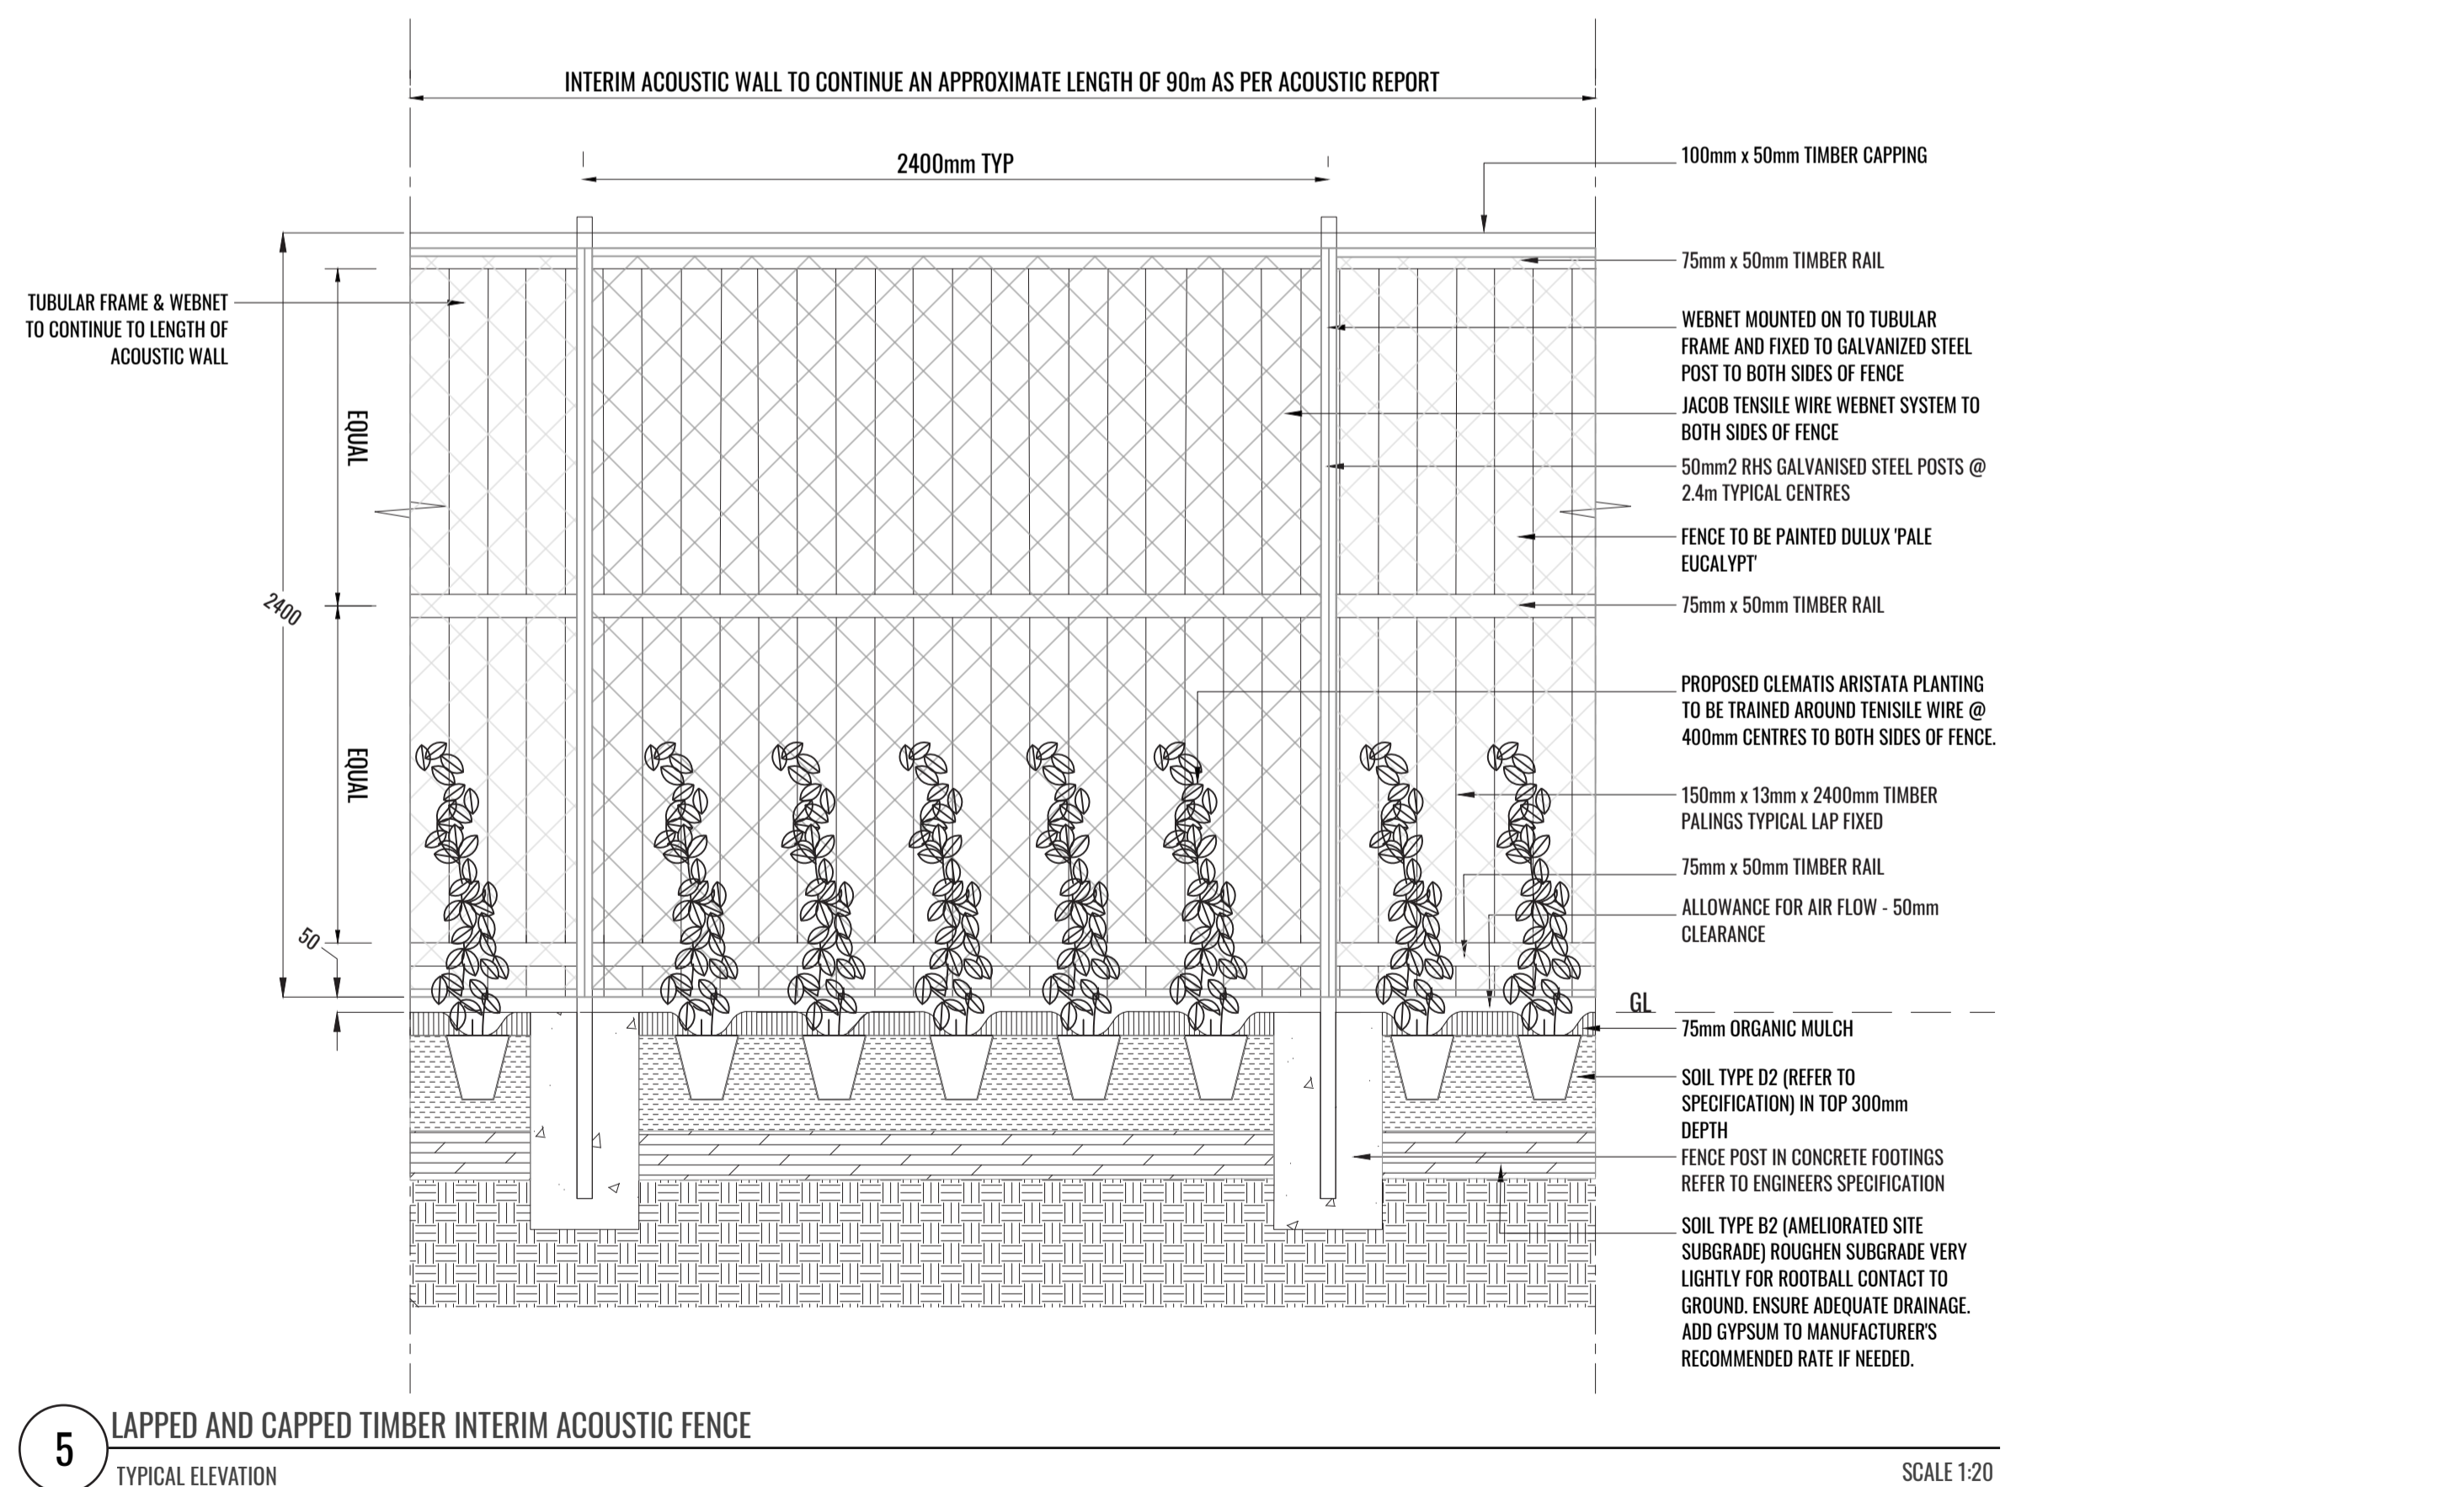 INTERIM ACOUSTIC WALL TO CONTINUE AN APPROXIMATE LENGTH OF 90m AS PER ACOUSTIC REPORT
2400mm TYP
100mm x 50mm TIMBER CAPPING
75mm x 50mm TIMBER RAIL
TUBULAR FRAME & WEBNET
TO CONTINUE TO LENGTH OF
ACOUSTIC WALL
WEBNET MOUNTED ON TO TUBULAR
FRAME AND FIXED TO GALVANIZED STEEL
POST TO BOTH SIDES OF FENCE
JACOB TENSILE WIRE WEBNET SYSTEM TO
BOTH SIDES OF FENCE
EQUAL
50mm2 RHS GALVANISED STEEL POSTS @
2.4m TYPICAL CENTRES
FENCE TO BE PAINTED DULUX 'PALE
EUCALYPT'
2400
75mm x 50mm TIMBER RAIL
PROPOSED CLEMATIS ARISTATA PLANTING
TO BE TRAINED AROUND TENISILE WIRE @
400mm CENTRES TO BOTH SIDES OF FENCE.
EQUAL
150mm x 13mm x 2400mm TIMBER
PALINGS TYPICAL LAP FIXED
75mm x 50mm TIMBER RAIL
ALLOWANCE FOR AIR FLOW - 50mm
CLEARANCE
50
GL
75mm ORGANIC MULCH
SOIL TYPE D2 (REFER TO
SPECIFICATION) IN TOP 300mm
DEPTH
FENCE POST IN CONCRETE FOOTINGS
REFER TO ENGINEERS SPECIFICATION
SOIL TYPE B2 (AMELIORATED SITE
SUBGRADE) ROUGHEN SUBGRADE VERY
LIGHTLY FOR ROOTBALL CONTACT TO
GROUND. ENSURE ADEQUATE DRAINAGE.
ADD GYPSUM TO MANUFACTURER'S
RECOMMENDED RATE IF NEEDED.
5
LAPPED AND CAPPED TIMBER INTERIM ACOUSTIC FENCE
TYPICAL ELEVATION
SCALE 1:20